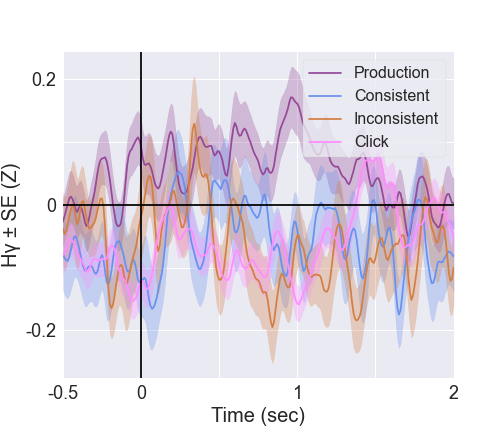 Production
Consistent
Inconsistent
Click
0.2
0
-0.2
Hγ ± SE (Z)
-0.5 0 1 2
Time (sec)